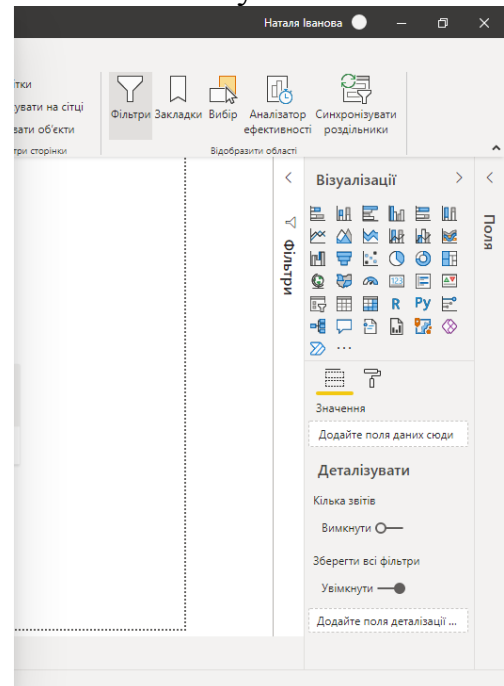 Наталя Іванова
тки
увати на сітці
вати об'єкти
три сторінки
Фільтри Закладки Вибір Аналізатор ефективності Синхронізувати роздільники
Відобразити області
Візуалізації
Фільтри
Поля
123
R Py
Значення
Додайте поля даних сюди
Деталізувати
Кілька звітів
Вимкнути
Зберегти всі фільтри
Увімкнути
Додайте поля деталізації ...